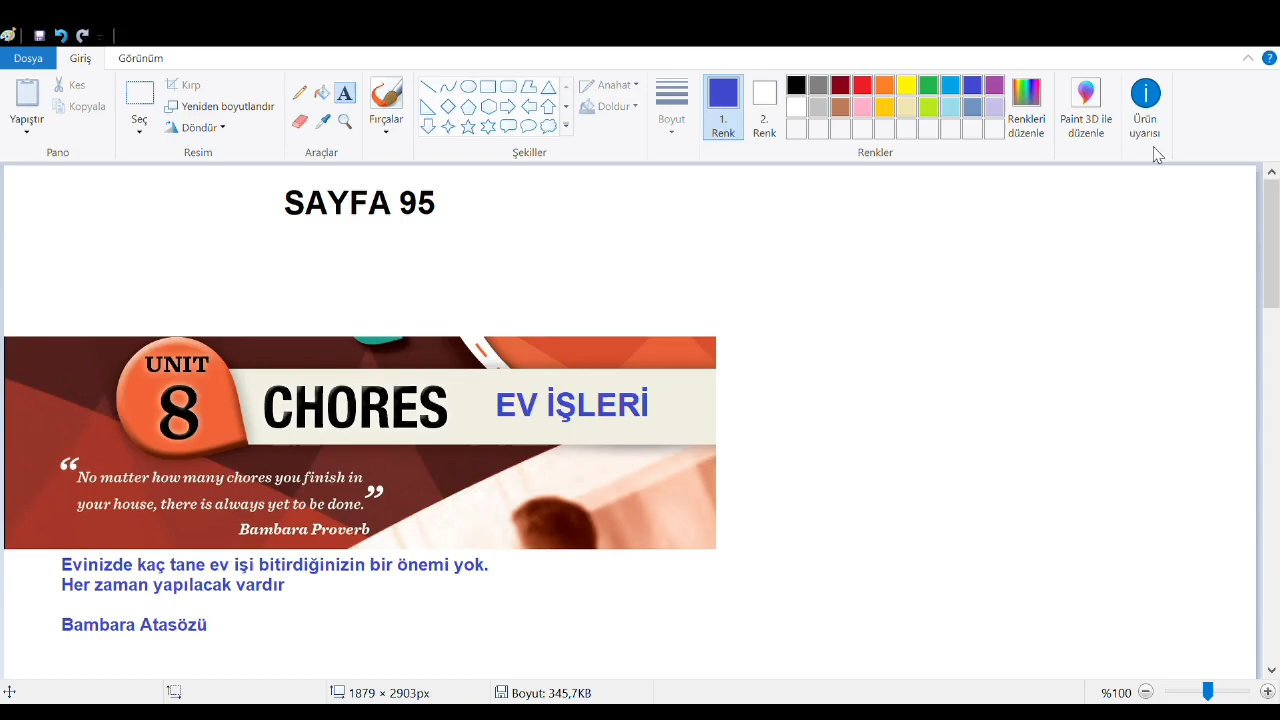 Dosya Giriş Görünüm
Yapıştır
Kes
Kopyala
Pano
Seç
Kırp
Yeniden boyutlandır
Döndür
Resim
Araçlar
Fırçalar
Anahat
Doldur
Şekiller
Boyut
1. Renk
2. Renk
Renkleri düzenle
Renkler
Paint 3D ile düzenle
Ürün uyarısı
SAYFA 95
UNIT
8
CHORES EV İŞLERİ
“No matter how many chores you finish in
your house, there is always yet to be done.”
Bambara Proverb
Evinizde kaç tane ev işi bitirdiğinizin bir önemi yok.
Her zaman yapılacak vardır
Bambara Atasözü
1879 × 2903px Boyut: 345,7KB %100